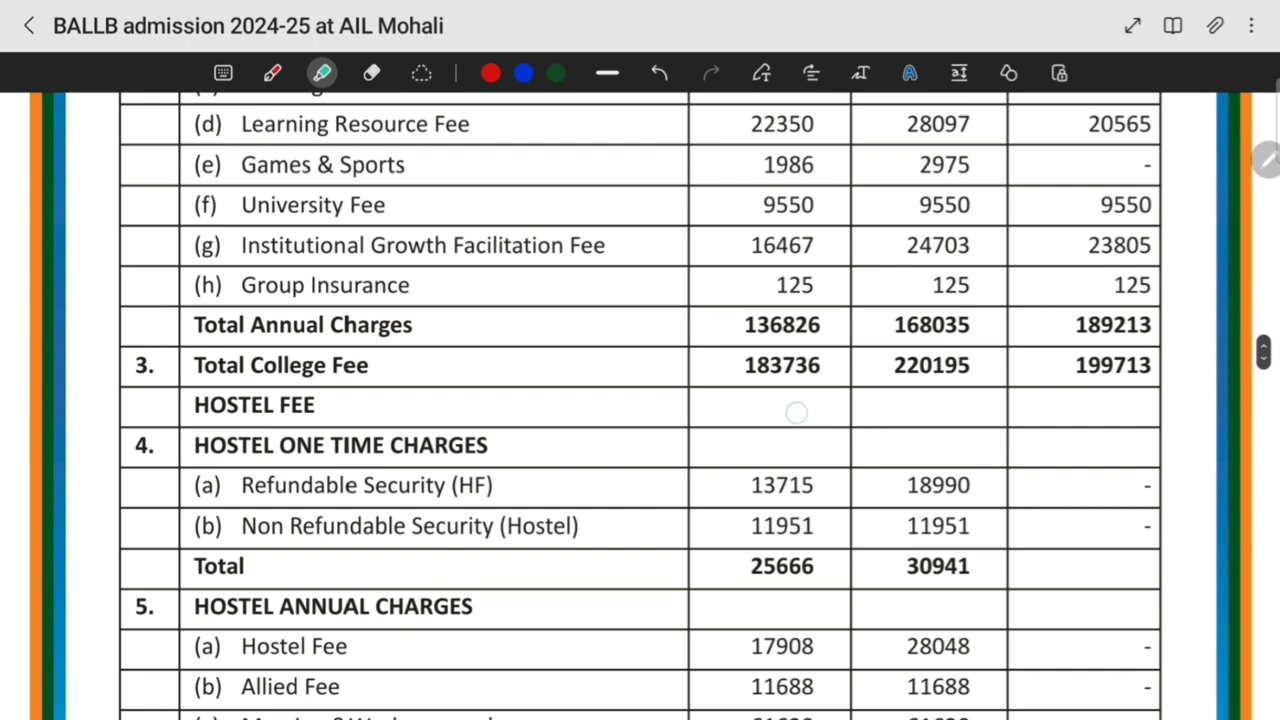 BALLB admission 2024-25 at AIL Mohali
(d) Learning Resource Fee 22350 28097 20565
(e) Games & Sports 1986 2975 -
(f) University Fee 9550 9550 9550
(g) Institutional Growth Facilitation Fee 16467 24703 23805
(h) Group Insurance 125 125 125
Total Annual Charges 136826 168035 189213
3. Total College Fee 183736 220195 199713
HOSTEL FEE
4. HOSTEL ONE TIME CHARGES
(a) Refundable Security (HF) 13715 18990 -
(b) Non Refundable Security (Hostel) 11951 11951 -
Total 25666 30941
5. HOSTEL ANNUAL CHARGES
(a) Hostel Fee 17908 28048 -
(b) Allied Fee 11688 11688 -